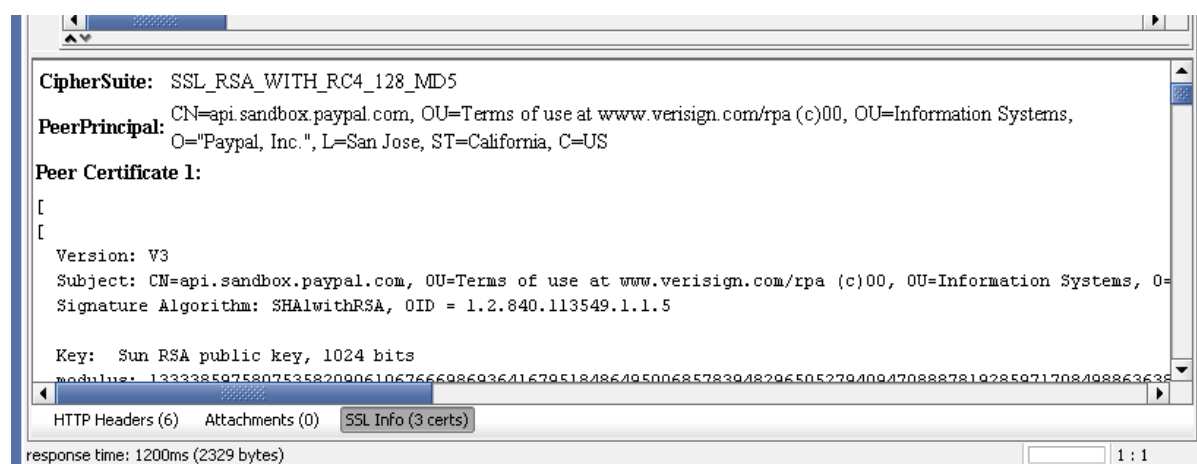 CipherSuite: SSL_RSA_WITH_RC4_128_MD5
PeerPrincipal: CN=api.sandbox.paypal.com, OU=Terms of use at www.verisign.com/rpa (c)00, OU=Information Systems,
O="Paypal, Inc.", L=San Jose, ST=California, C=US
Peer Certificate 1:
[
[
Version: V3
Subject: CN=api.sandbox.paypal.com, OU=Terms of use at www.verisign.com/rpa (c)00, OU=Information Systems, O=
Signature Algorithm: SHA1withRSA, OID = 1.2.840.113549.1.1.5
Key: Sun RSA public key, 1024 bits
modulus:
HTTP Headers (6) Attachments (0) SSL Info (3 certs)
response time: 1200ms (2329 bytes) 1 : 1